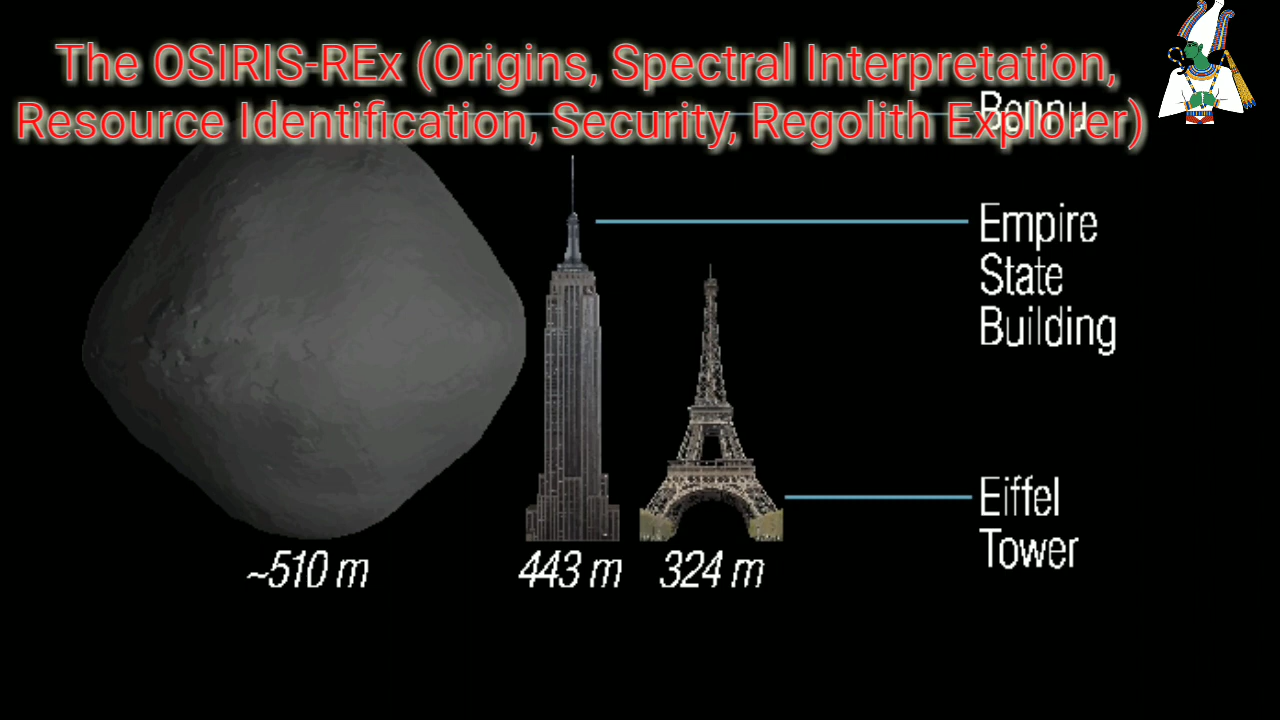 The OSIRIS-REx (Origins, Spectral Interpretation,
Resource Identification, Security, Regolith Explorer)
Bennu
Empire
State
Building
Eiffel
Tower
~510 m
443 m
324 m